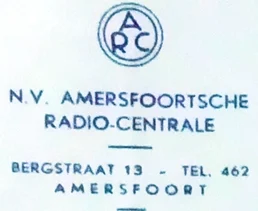 ARC
N.V. AMERSFOORTSCHE
RADIO-CENTRALE
BERGSTRAAT 13 - TEL. 462
AMERSFOORT